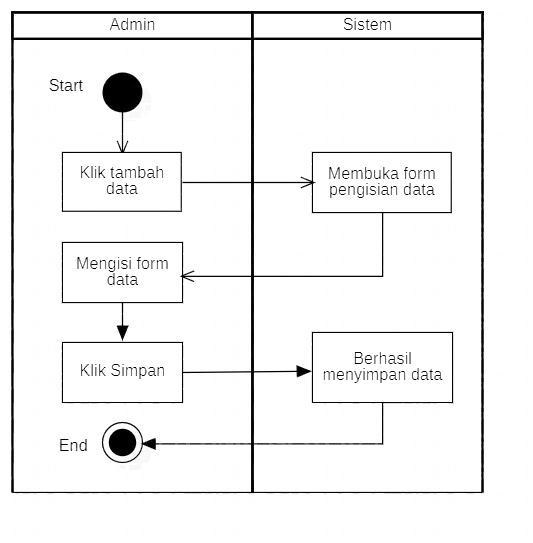 Admin
Sistem
Start
Klik tambah
data
Membuka form
pengisian data
Mengisi form
data
Klik Simpan
Berhasil
menyimpan data
End